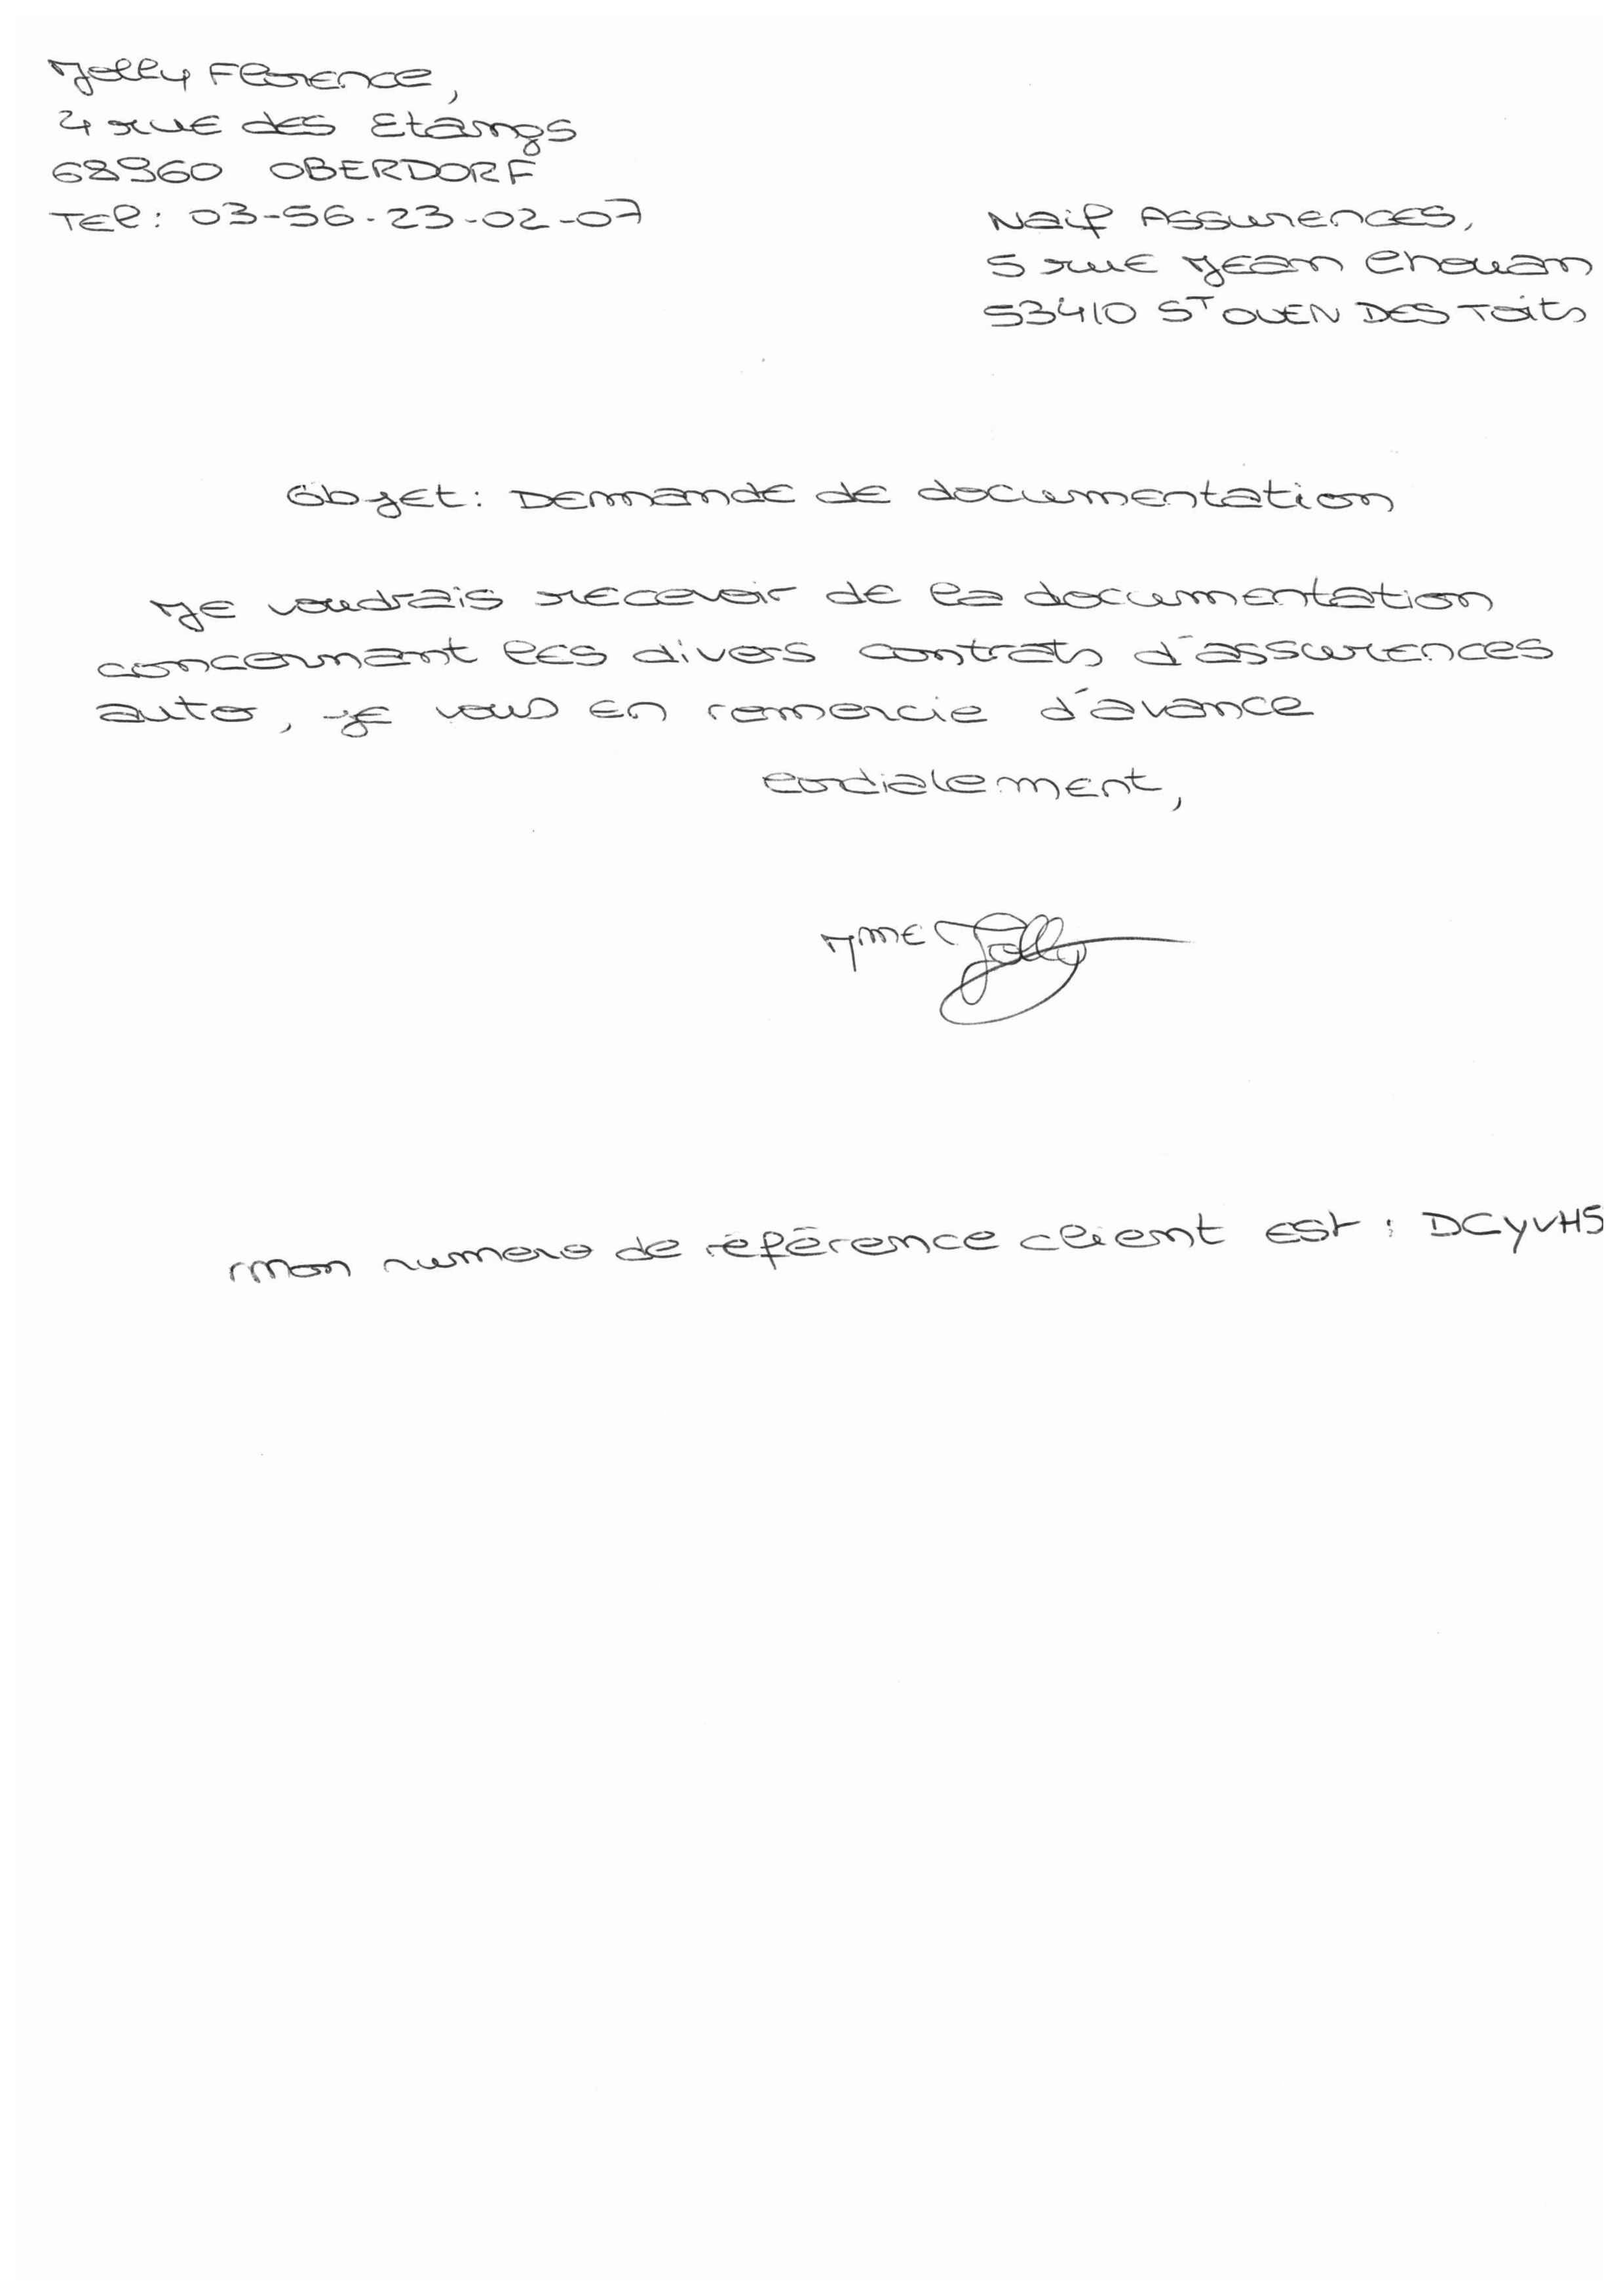 Jolly Florence,
4 rue des Etangs
68960 OBERDORF
Tel : 03-56-23-02-07
Naif Assurences,
5 rue Jean Chouan
53410 ST OUEN DES Toits
Objet : Demande de documentation
Je voudrais recevoir de la documentation
concernant les divers contrats d'assurences
auto, je vous en remercie d'avance
Cordialement,
Mme Jolly
Mon numero de référence client est : DCYVHS